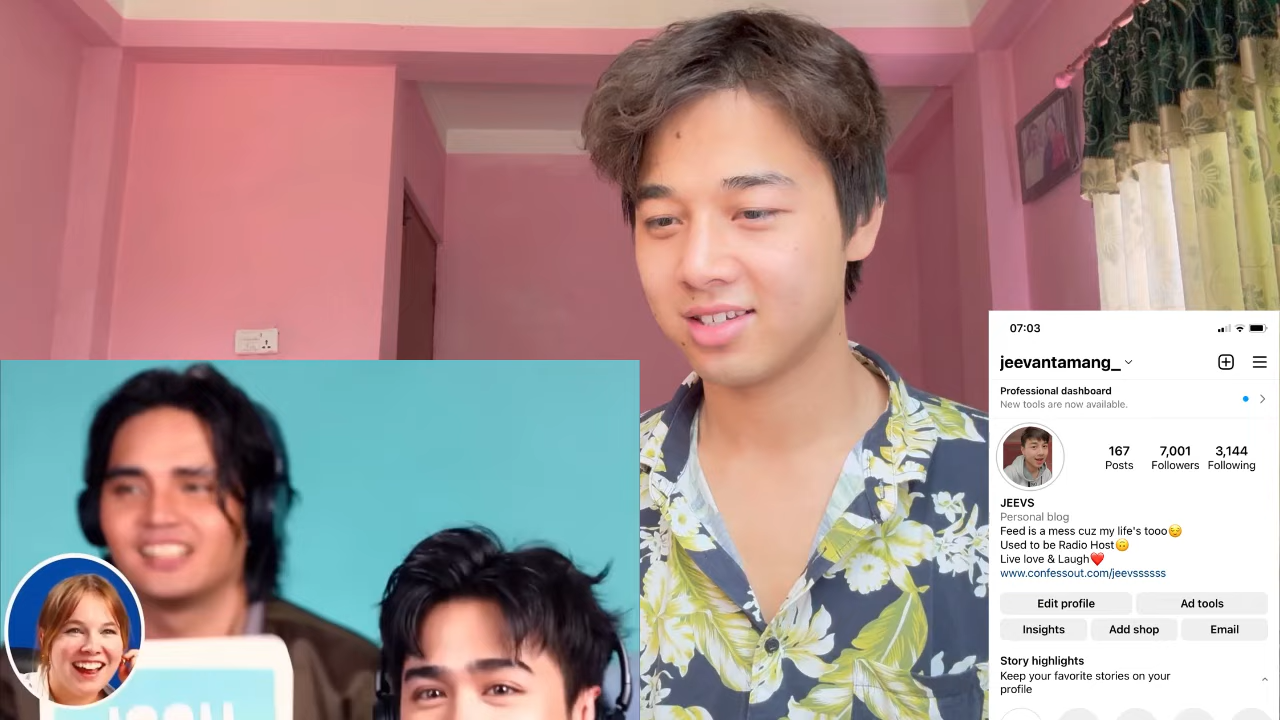 07:03
jeevantamang_
Professional dashboard
New tools are now available.
167 7,001 3,144
Posts Followers Following
JEEVS
Personal blog
Feed is a mess cuz my life's tooo😏
Used to be Radio Host🙃
Live love & Laugh❤️
www.confessout.com/jeevssssss
Edit profile Ad tools
Insights Add shop Email
Story highlights
Keep your favorite stories on your
profile